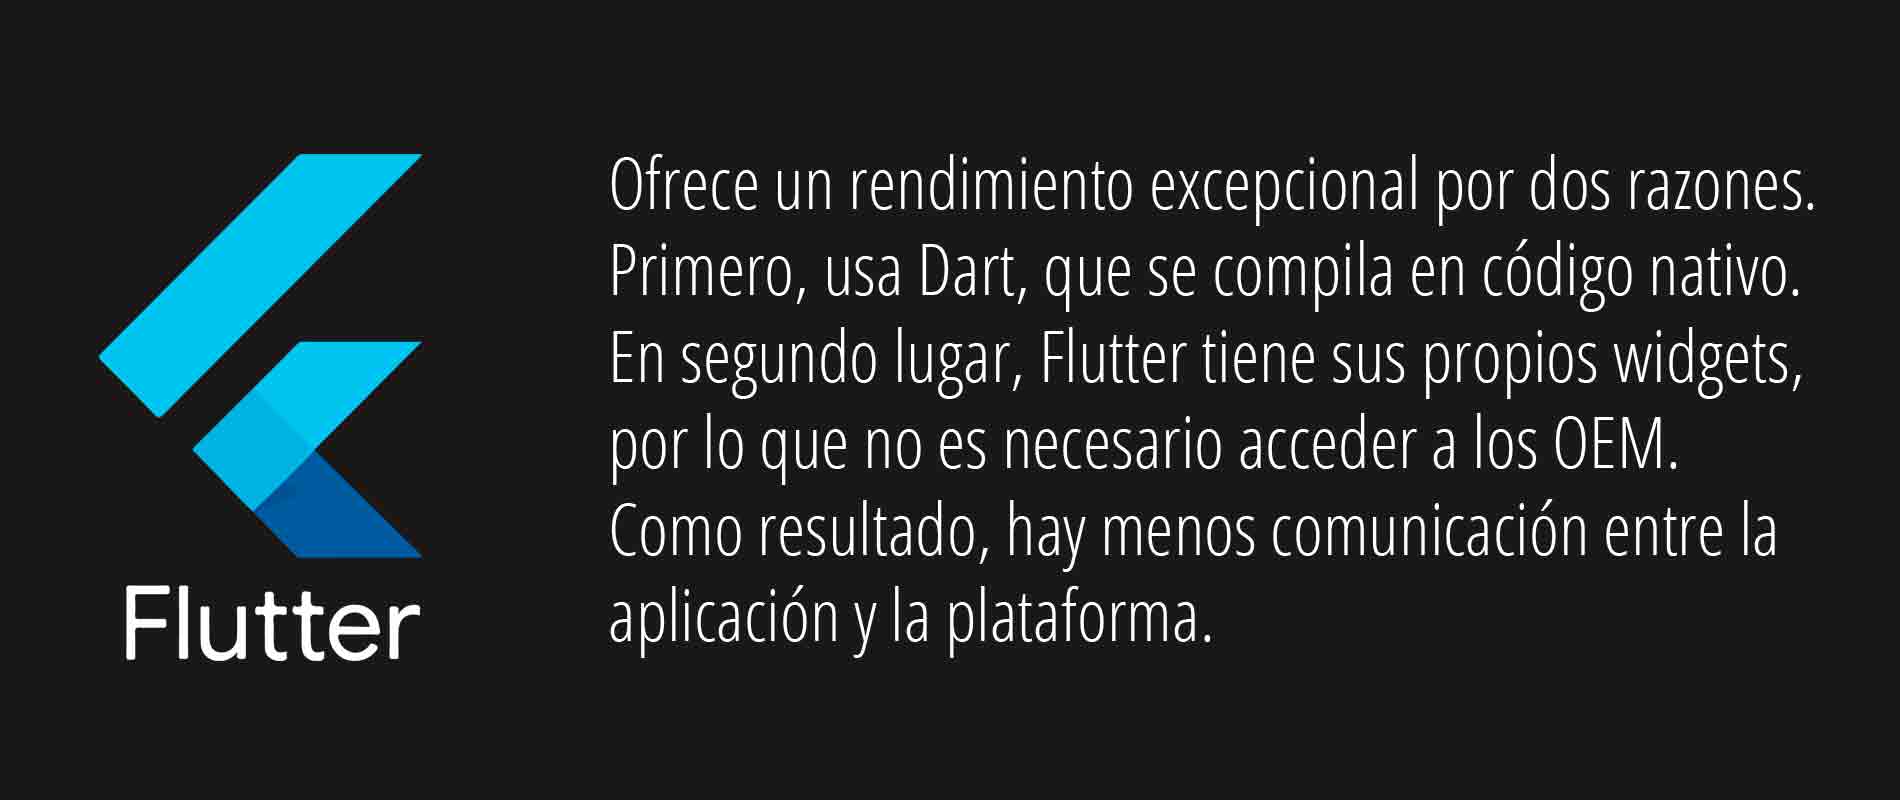 Ofrece un rendimiento excepcional por dos razones.
Primero, usa Dart, que se compila en código nativo.
En segundo lugar, Flutter tiene sus propios widgets,
por lo que no es necesario acceder a los OEM.
Como resultado, hay menos comunicación entre la
aplicación y la plataforma.
Flutter